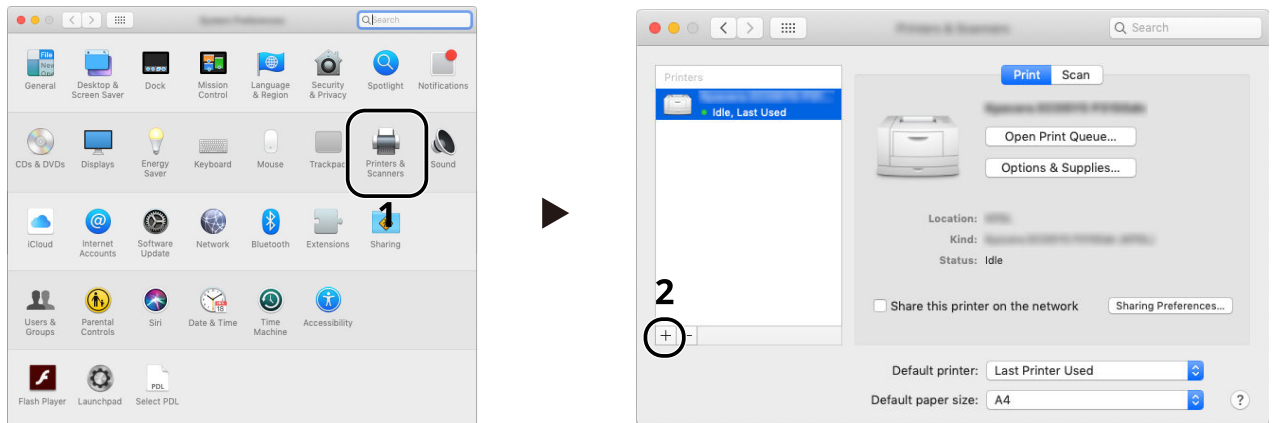 Search
File
New
Ope
General
Desktop &
Screen Saver
Dock
Mission
Control
Language
& Region
Security
& Privacy
Spotlight
Notifications
CDs & DVDs
Displays
Energy
Saver
Keyboard
Mouse
Trackpad
Printers &
Scanners
Sound
1
iCloud
Internet
Accounts
Software
Update
Network
Bluetooth
Extensions
Sharing
Users &
Groups
Parental
Controls
Siri
18
Date & Time
Time
Machine
Accessibility
Flash Player
Launchpad
PDL
Select PDL
Search
Printers
Idle, Last Used
2
+ -
Print Scan
Open Print Queue...
Options & Supplies...
Location:
Kind:
Status: Idle
Share this printer on the network
Sharing Preferences...
Default printer: Last Printer Used
Default paper size: A4
?